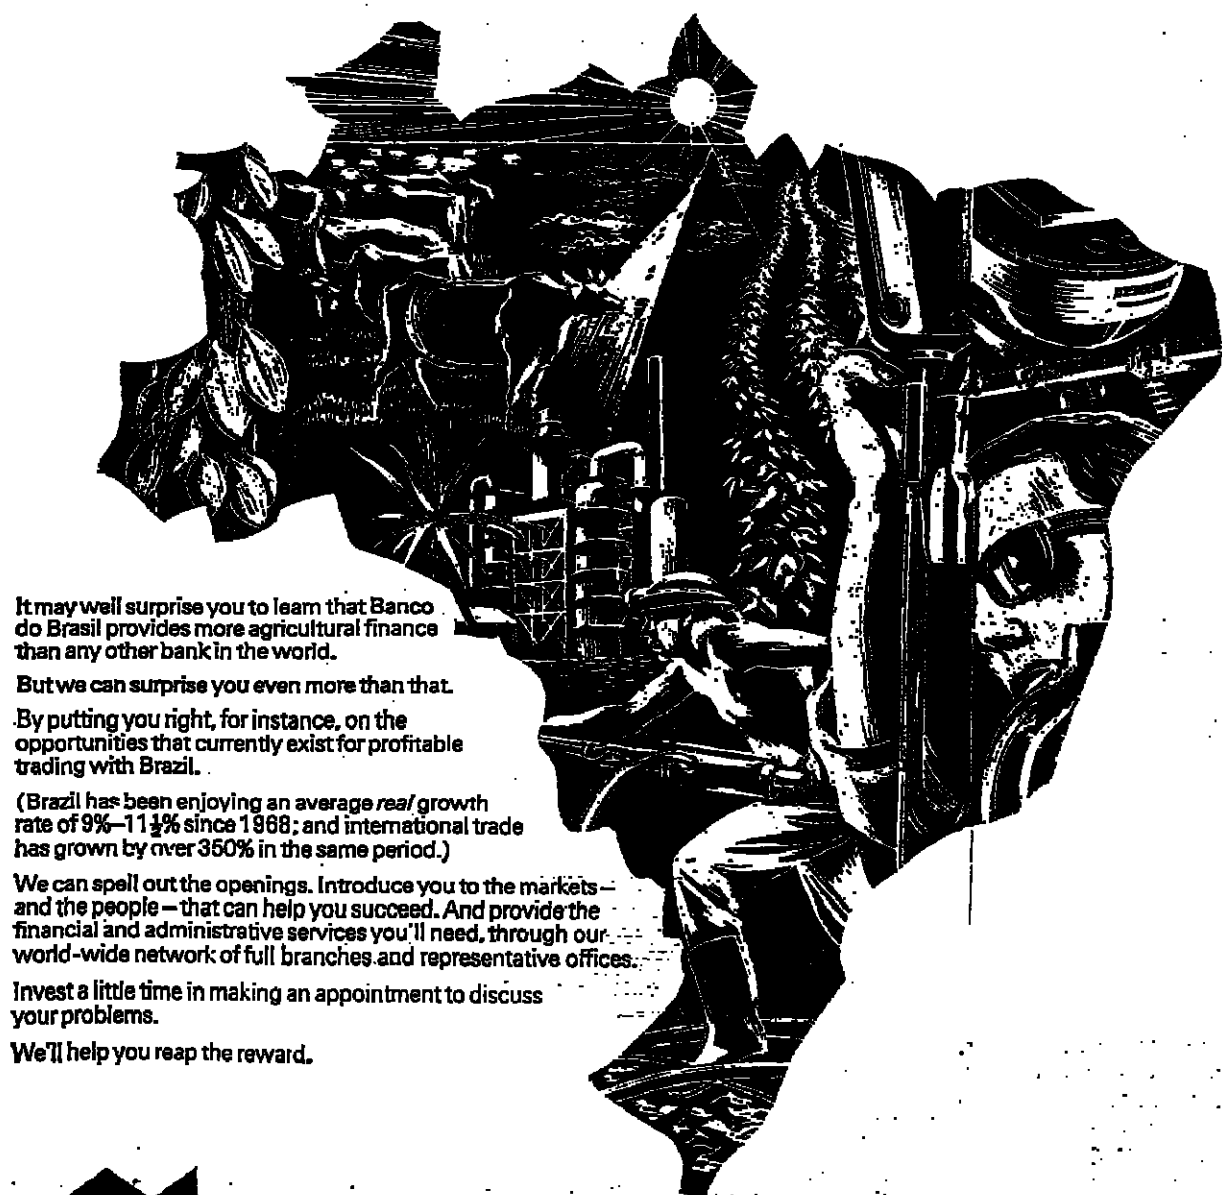 It may well surprise you to learn that Banco
do Brasil provides more agricultural finance
than any other bank in the world.
But we can surprise you even more than that.
By putting you right, for instance, on the
opportunities that currently exist for profitable
trading with Brazil.
(Brazil has been enjoying an average real growth
rate of 9%–11½% since 1968; and international trade
has grown by over 350% in the same period.)
We can spell out the openings. Introduce you to the markets—
and the people—that can help you succeed. And provide the
financial and administrative services you'll need, through our
world-wide network of full branches and representative offices.
Invest a little time in making an appointment to discuss
your problems.
We'll help you reap the reward.